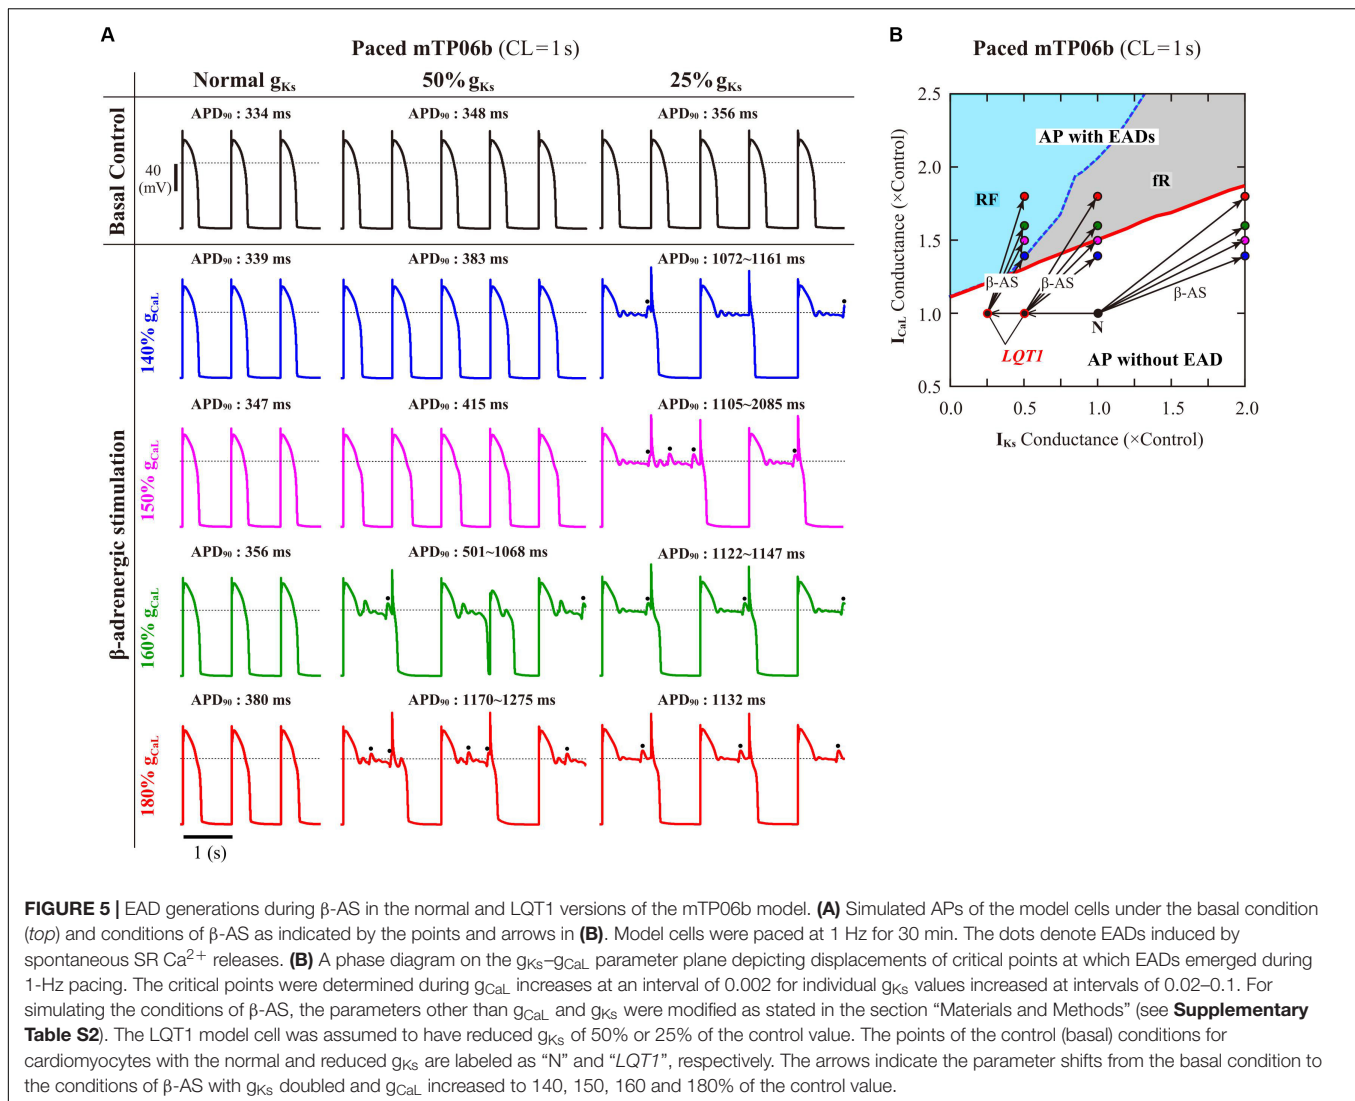 A
Paced mTP06b (CL=1 s)
Normal gKs
50% gKs
25% gKs
Basal Control
APD90 : 334 ms
APD90 : 348 ms
APD90 : 356 ms
40
(mV)
β-adrenergic stimulation
140% gCaL
APD90 : 339 ms
APD90 : 383 ms
APD90 : 1072~1161 ms
150% gCaL
APD90 : 347 ms
APD90 : 415 ms
APD90 : 1105~2085 ms
160% gCaL
APD90 : 356 ms
APD90 : 501~1068 ms
APD90 : 1122~1147 ms
180% gCaL
APD90 : 380 ms
APD90 : 1170~1275 ms
APD90 : 1132 ms
1 (s)
B
Paced mTP06b (CL=1 s)
ICaL Conductance (×Control)
2.5
2.0
1.5
1.0
0.5
AP with EADs
RF
fR
β-AS
β-AS
β-AS
N
LQT1
AP without EAD
0.0
0.5
1.0
1.5
2.0
IKs Conductance (×Control)
FIGURE 5 | EAD generations during β-AS in the normal and LQT1 versions of the mTP06b model. (A) Simulated APs of the model cells under the basal condition
(top) and conditions of β-AS as indicated by the points and arrows in (B). Model cells were paced at 1 Hz for 30 min. The dots denote EADs induced by
spontaneous SR Ca2+ releases. (B) A phase diagram on the gKs–gCaL parameter plane depicting displacements of critical points at which EADs emerged during
1-Hz pacing. The critical points were determined during gCaL increases at an interval of 0.002 for individual gKs values increased at intervals of 0.02–0.1. For
simulating the conditions of β-AS, the parameters other than gCaL and gKs were modified as stated in the section “Materials and Methods” (see Supplementary
Table S2). The LQT1 model cell was assumed to have reduced gKs of 50% or 25% of the control value. The points of the control (basal) conditions for
cardiomyocytes with the normal and reduced gKs are labeled as “N” and “LQT1”, respectively. The arrows indicate the parameter shifts from the basal condition to
the conditions of β-AS with gKs doubled and gCaL increased to 140, 150, 160 and 180% of the control value.